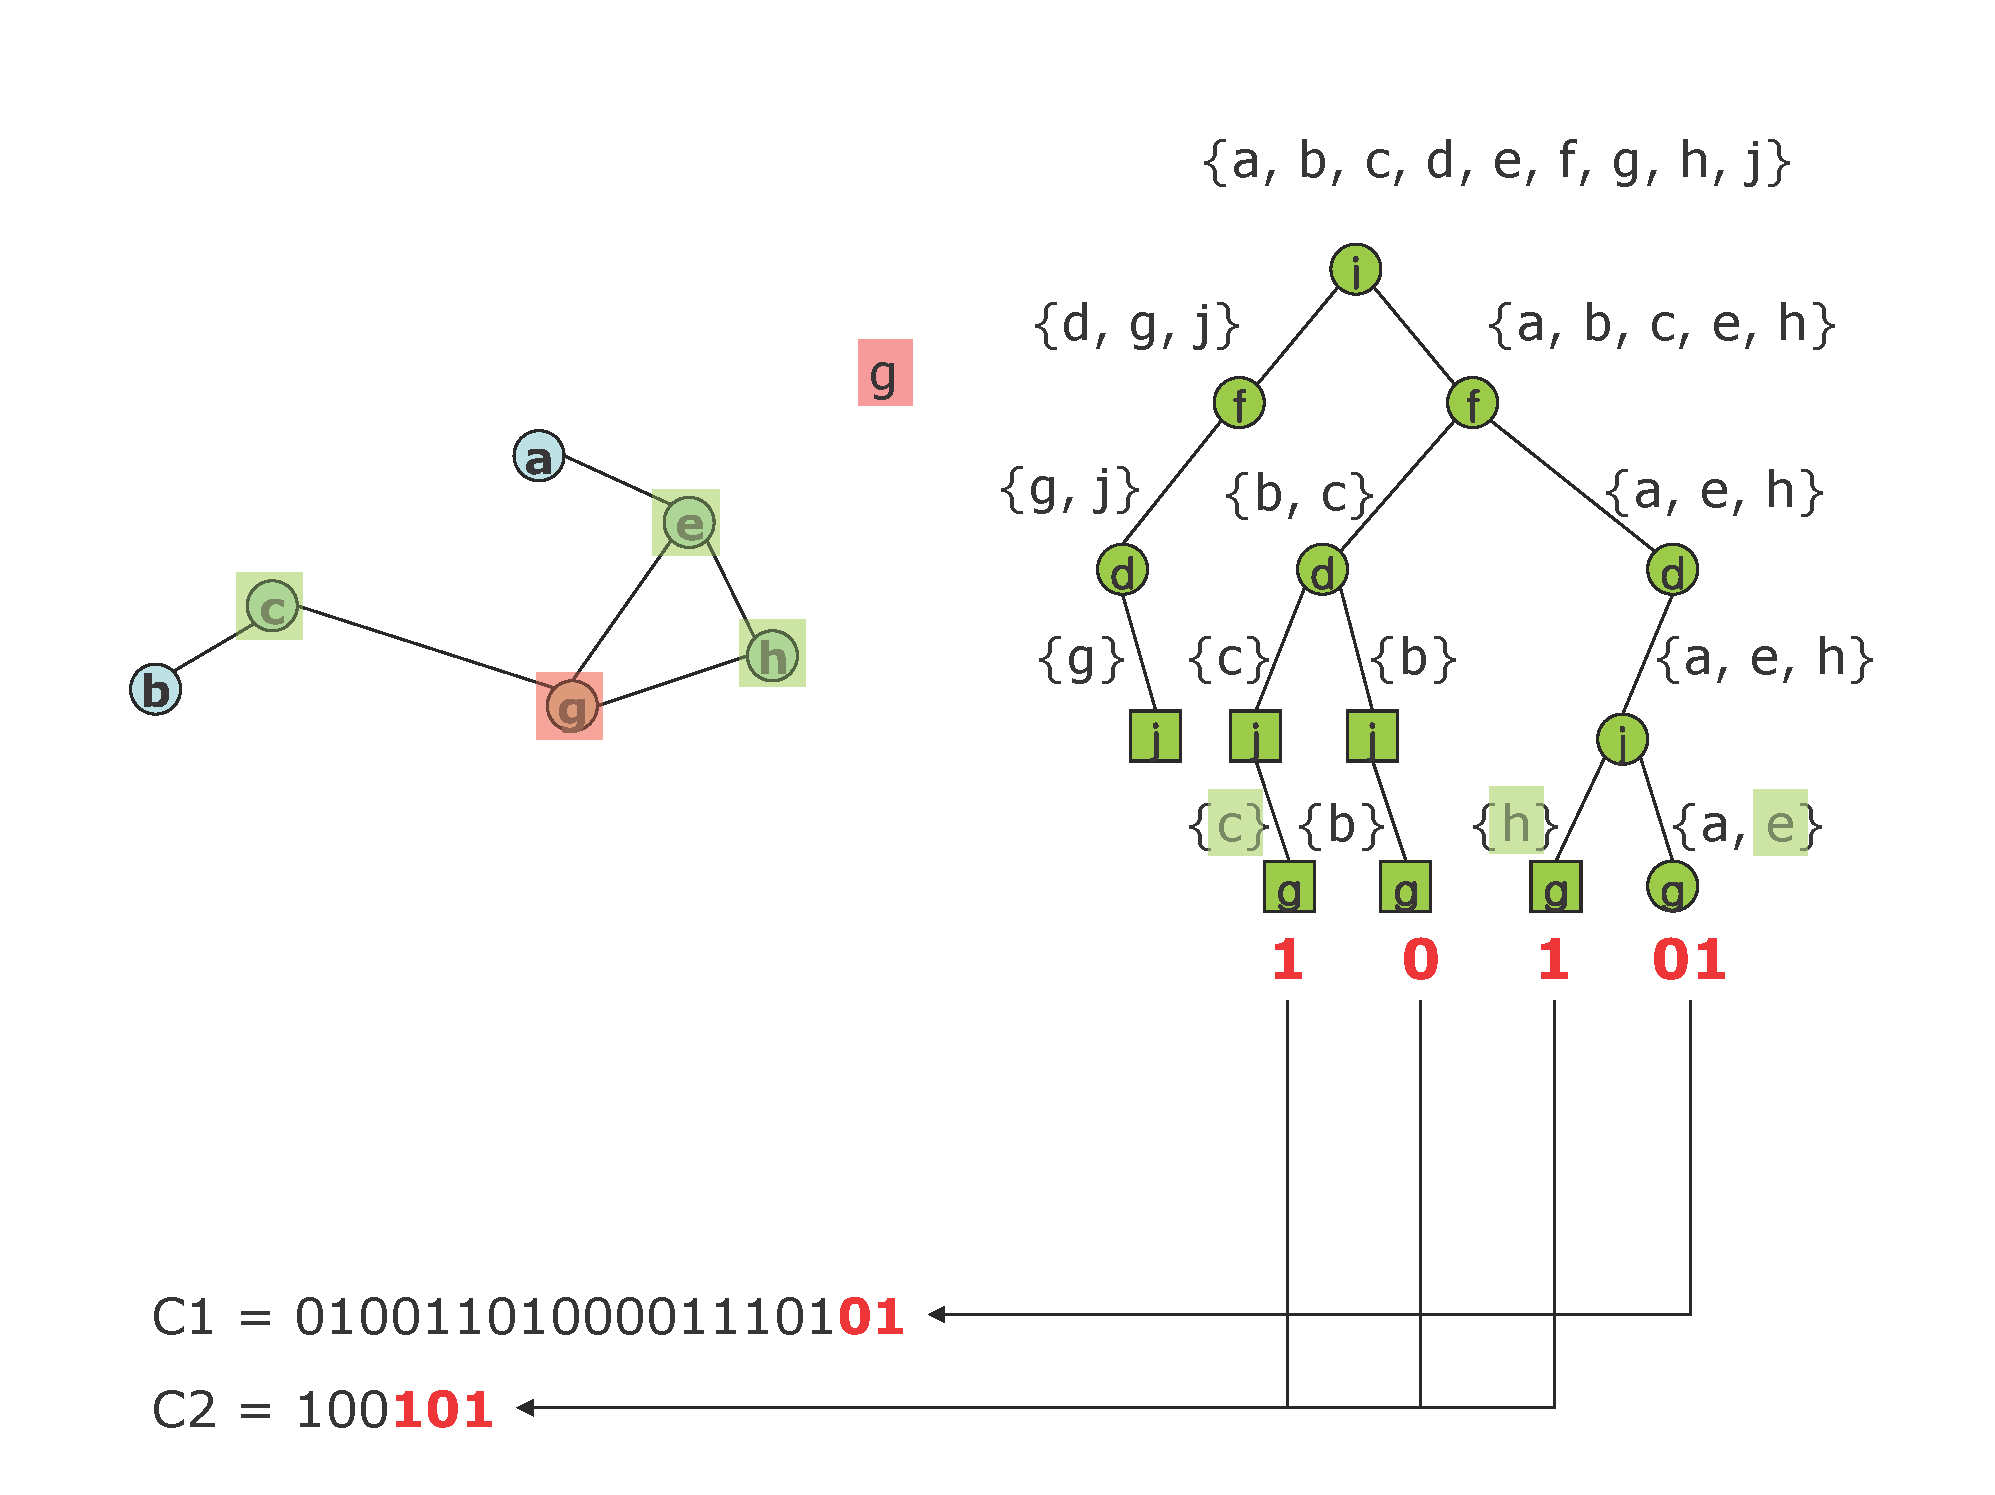 {a, b, c, d, e, f, g, h, j}
i
{d, g, j} {a, b, c, e, h}
g
f f
a
{g, j} {b, c} {a, e, h}
e
d d d
c
h
{g} {c} {b} {a, e, h}
b
g
j j j j
{c} {b} {h} {a, e}
g g g g
1 0 1 01
C1 = 0100110100001110101
C2 = 100101